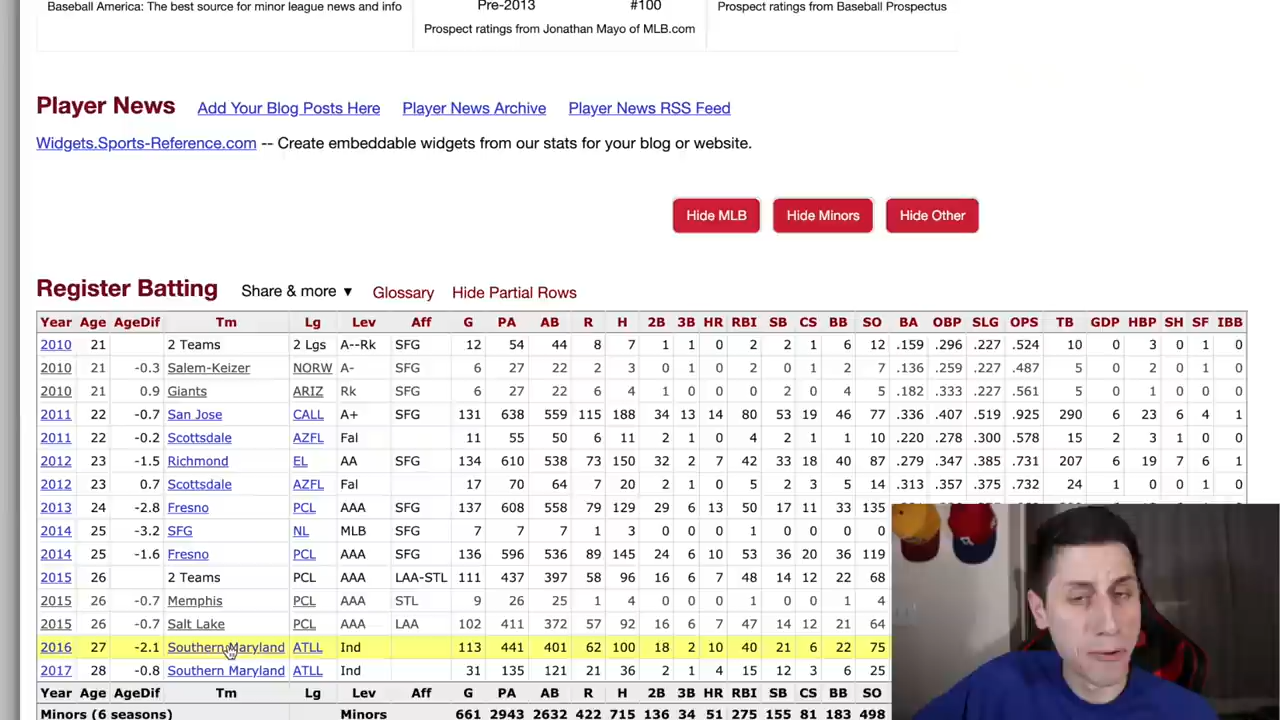 Baseball America: The best source for minor league news and info
Pre-2013 #100
Prospect ratings from Jonathan Mayo of MLB.com
Prospect ratings from Baseball Prospectus
Player News Add Your Blog Posts Here Player News Archive Player News RSS Feed
Widgets.Sports-Reference.com -- Create embeddable widgets from our stats for your blog or website.
Hide MLB Hide Minors Hide Other
Register Batting Share & more ▼ Glossary Hide Partial Rows
Year Age AgeDif Tm Lg Lev Aff G PA AB R H 2B 3B HR RBI SB CS BB SO BA OBP SLG OPS TB GDP HBP SH SF IBB
2010 21 2 Teams 2 Lgs A--Rk SFG 12 54 44 8 7 1 1 0 2 2 1 6 12 .159 .296 .227 .524 10 0 3 0 1 0
2010 21 -0.3 Salem-Keizer NORW A- SFG 6 27 22 2 3 0 1 0 2 0 1 2 7 .136 .259 .227 .487 5 0 2 0 1 0
2010 21 0.9 Giants ARIZ Rk SFG 6 27 22 6 4 1 0 0 0 2 0 4 5 .182 .333 .227 .561 5 0 1 0 0 0
2011 22 -0.7 San Jose CALL A+ SFG 131 638 559 115 188 34 13 14 80 53 19 46 77 .336 .407 .519 .925 290 6 23 6 4 1
2011 22 -0.2 Scottsdale AZFL Fal 11 55 50 6 11 2 1 0 4 2 1 1 10 .220 .278 .300 .578 15 2 3 1 0 0
2012 23 -1.5 Richmond EL AA SFG 134 610 538 73 150 32 2 7 42 33 18 40 87 .279 .347 .385 .731 207 6 19 7 6 1
2012 23 0.7 Scottsdale AZFL Fal 17 70 64 7 20 2 1 0 5 2 3 5 14 .313 .357 .375 .732 24 1 0 1 0 0
2013 24 -2.8 Fresno PCL AAA SFG 137 608 558 79 129 29 6 13 50 17 11 33 135
2014 25 -3.2 SFG NL MLB SFG 7 7 7 1 3 0 0 0 1 0 0 0 0
2014 25 -1.6 Fresno PCL AAA SFG 136 596 536 89 145 24 6 10 53 36 20 36 119
2015 26 2 Teams PCL AAA LAA-STL 111 437 397 58 96 16 6 7 48 14 12 22 68
2015 26 -0.7 Memphis PCL AAA STL 9 26 25 1 4 0 0 0 1 0 0 1 4
2015 26 -0.7 Salt Lake PCL AAA LAA 102 411 372 57 92 16 6 7 47 14 12 21 64
2016 27 -2.1 Southern Maryland ATLL Ind 113 441 401 62 100 18 2 10 40 21 6 22 75
2017 28 -0.8 Southern Maryland ATLL Ind 31 135 121 21 36 2 1 4 15 12 3 6 25
Year Age AgeDif Tm Lg Lev Aff G PA AB R H 2B 3B HR RBI SB CS BB SO
Minors (6 seasons) Minors 661 2943 2632 422 715 136 34 51 275 155 81 183 498